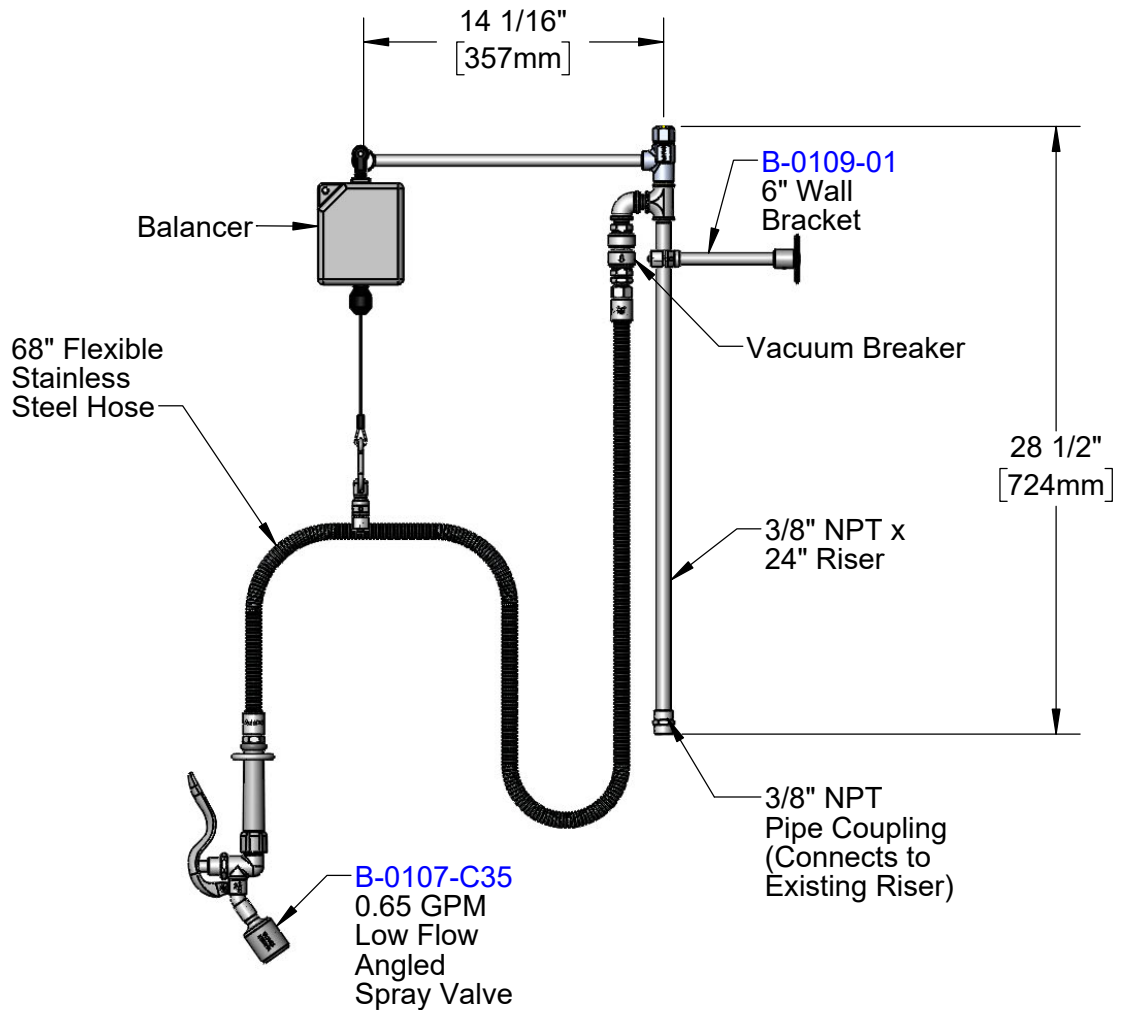 14 1/16"
[357mm]
B-0109-01
6" Wall
Bracket
Balancer
Vacuum Breaker
68" Flexible
Stainless
Steel Hose
28 1/2"
[724mm]
3/8" NPT x
24" Riser
3/8" NPT
Pipe Coupling
(Connects to
Existing Riser)
B-0107-C35
0.65 GPM
Low Flow
Angled
Spray Valve